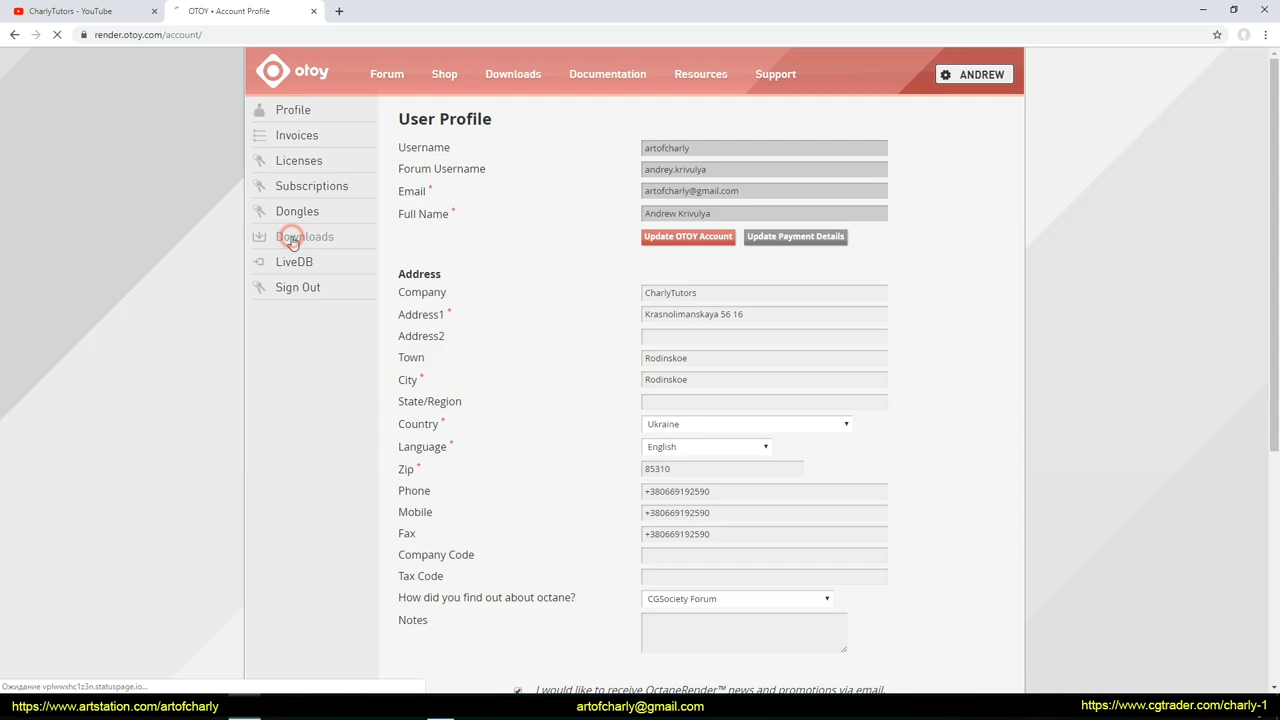 CharlyTutors - YouTube
OTOY • Account Profile
render.otoy.com/account/
otoy
Forum
Shop
Downloads
Documentation
Resources
Support
ANDREW
Profile
Invoices
Licenses
Subscriptions
Dongles
Downloads
LiveDB
Sign Out
User Profile
Username artofcharly
Forum Username andrey.krivulya
Email * artofcharly@gmail.com
Full Name * Andrew Krivulya
Update OTOY Account Update Payment Details
Address
Company CharlyTutors
Address1 * Krasnolimanskaya 56 16
Address2
Town Rodinskoe
City * Rodinskoe
State/Region
Country * Ukraine
Language * English
Zip * 85310
Phone +380669192590
Mobile +380669192590
Fax +380669192590
Company Code
Tax Code
How did you find out about octane? CGSociety Forum
Notes
I would like to receive OctaneRender™ news and promotions via email.
Ожидание vplwwxhc1z3n.statuspage.io...
https://www.artstation.com/artofcharly
artofcharly@gmail.com
https://www.cgtrader.com/charly-1